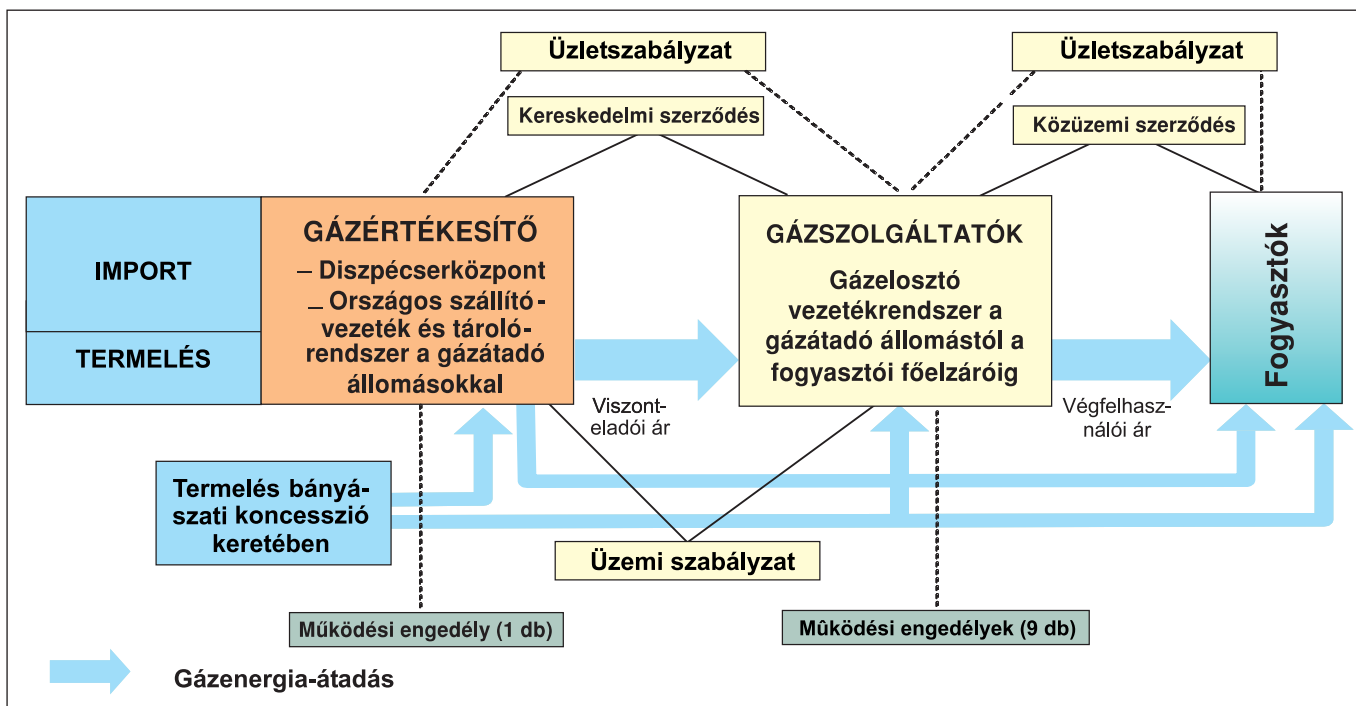 Üzletszabályzat
Üzletszabályzat
Kereskedelmi szerződés
Közüzemi szerződés
IMPORT
TERMELÉS
GÁZÉRTÉKESÍTŐ
– Diszpécserközpont
– Országos szállító-
vezeték és tároló-
rendszer a gázátadó
állomásokkal
Viszont-
eladói ár
GÁZSZOLGÁLTATÓK
Gázelosztó
vezetékrendszer a
gázátadó állomástól a
fogyasztói főelzáróig
Végfelhasz-
nálói ár
Fogyasztók
Termelés bányá-
szati koncesszió
keretében
Üzemi szabályzat
Működési engedély (1 db)
Mûködési engedélyek (9 db)
Gázenergia-átadás